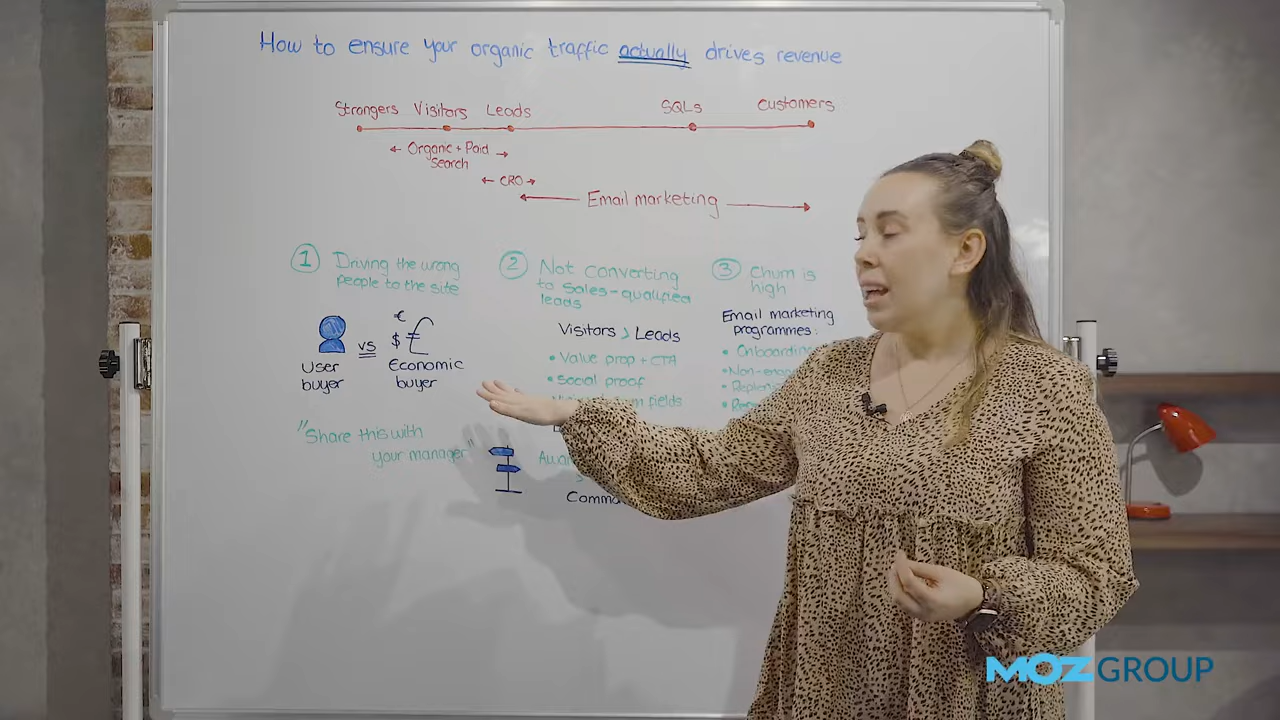 How to ensure your organic traffic actually drives revenue
Strangers Visitors Leads SQLs Customers
← Organic + Paid →
Search
← CRO →
← Email marketing →
1 Driving the wrong
people to the site
€
$ £
vs
User
buyer
Economic
buyer
"Share this with
your manager"
2 Not converting
to sales-qualified
leads
Visitors > Leads
• Value prop + CTA
• Social proof
fields
3 Churn is
high
Email marketing
programmes:
• Onboarding
MOZ GROUP